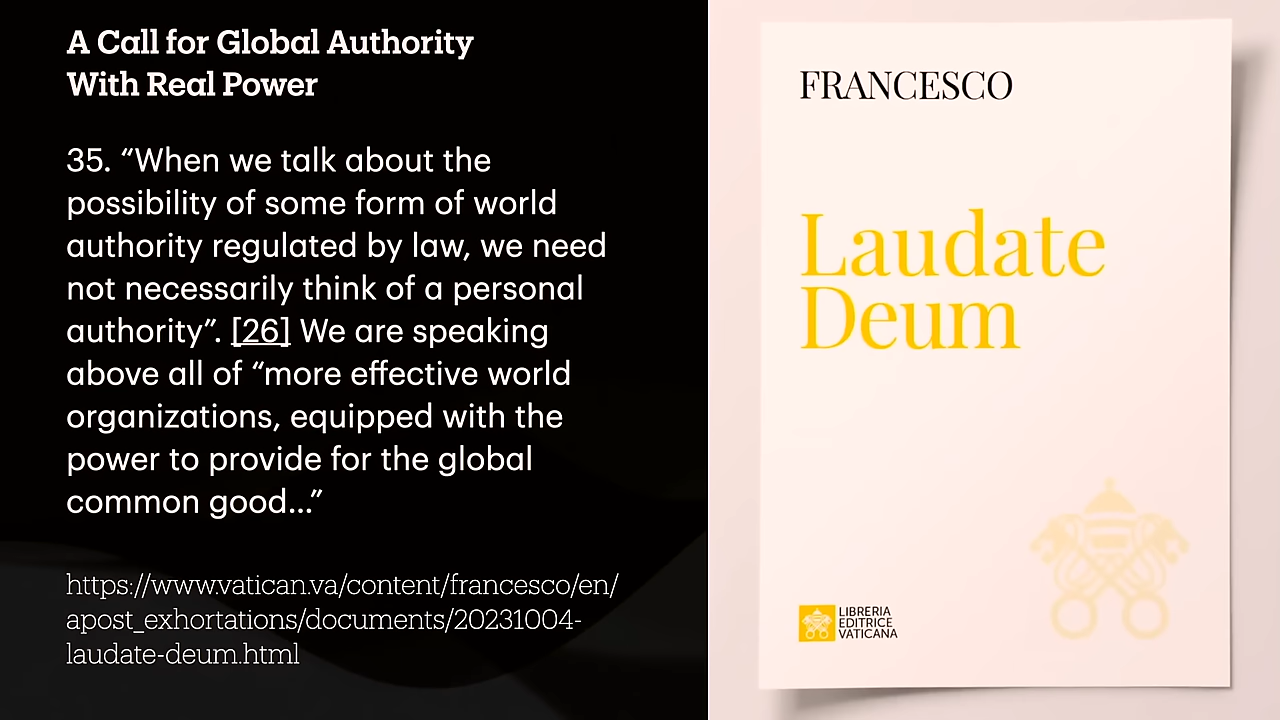 A Call for Global Authority
With Real Power
35. “When we talk about the
possibility of some form of world
authority regulated by law, we need
not necessarily think of a personal
authority”. [26] We are speaking
above all of “more effective world
organizations, equipped with the
power to provide for the global
common good...”
https://www.vatican.va/content/francesco/en/
apost_exhortations/documents/20231004-
laudate-deum.html
FRANCESCO
Laudate
Deum
LIBRERIA
EDITRICE
VATICANA